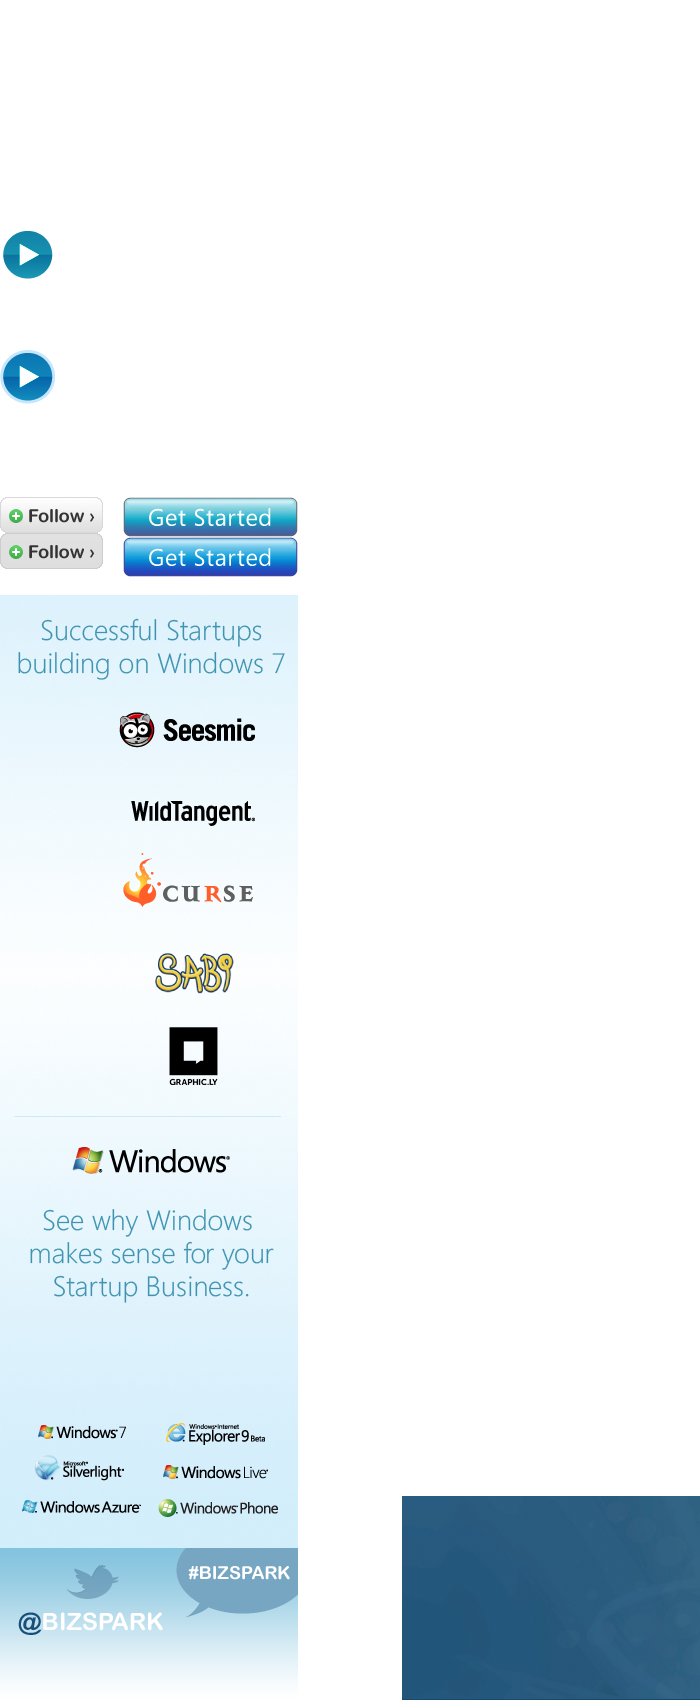 Follow ›
Get Started
Follow ›
Get Started
Successful Startups
building on Windows 7
Seesmic
WildTangent®
CURSE
SABI
GRAPHIC.LY
Windows®
See why Windows
makes sense for your
Startup Business.
Windows®7
Windows® Internet
Explorer 9 Beta
Microsoft®
Silverlight®
Windows Live®
Windows Azure®
Windows® Phone
#BIZSPARK
@BIZSPARK